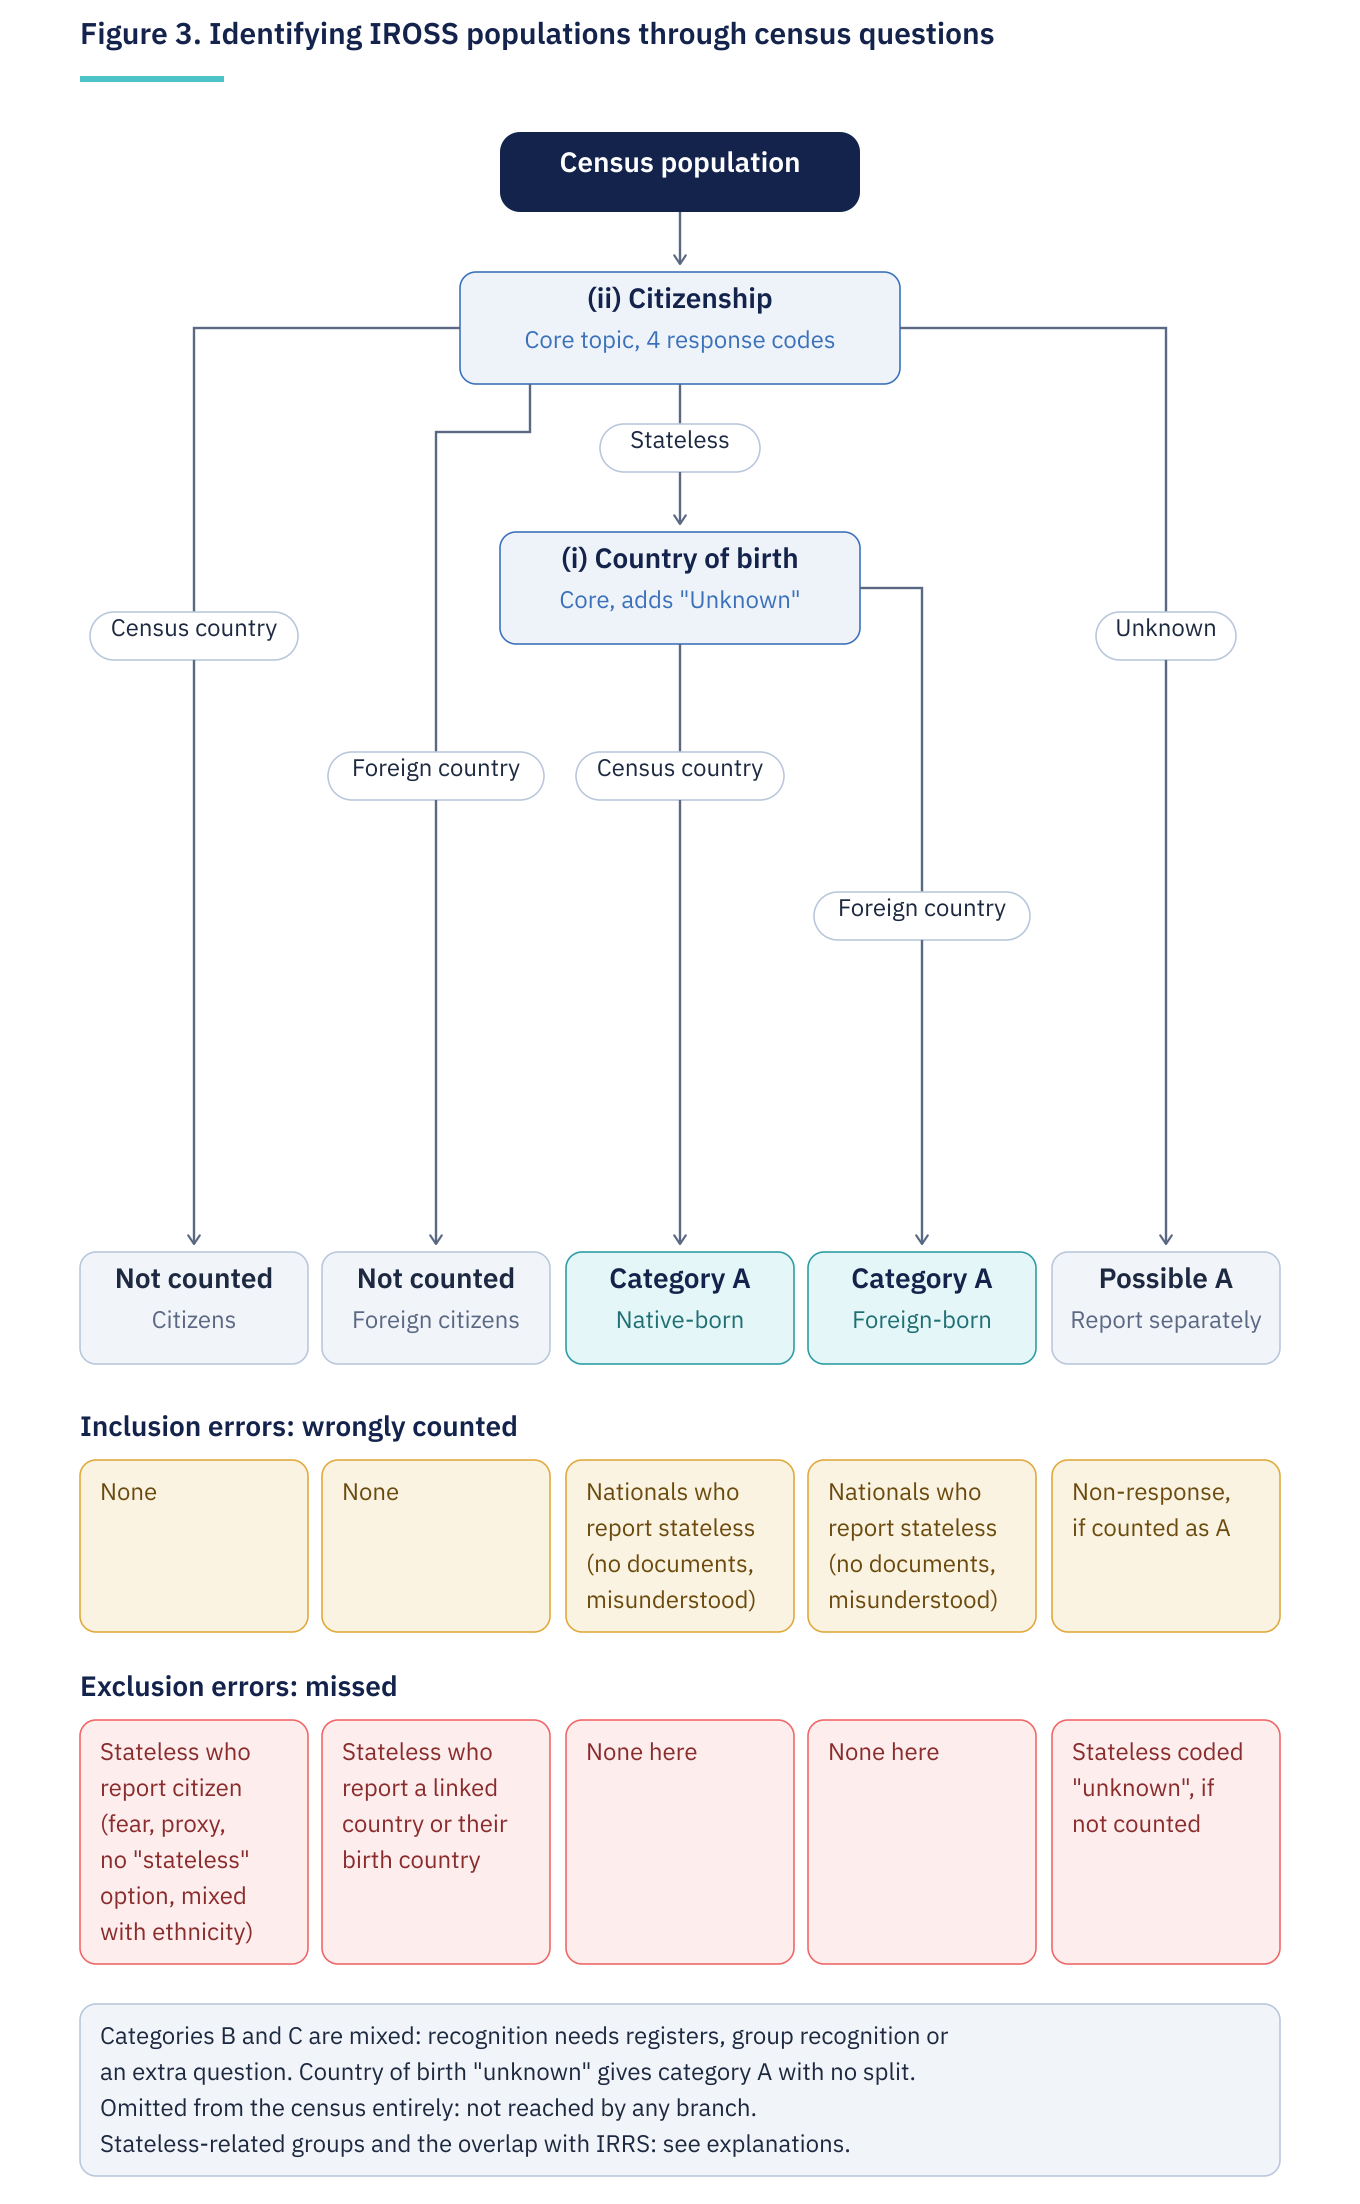 Figure 3. Identifying IROSS populations through census questions
Census population
(ii) Citizenship
Core topic, 4 response codes
Stateless
(i) Country of birth
Core, adds "Unknown"
Census country
Unknown
Foreign country
Census country
Foreign country
Not counted
Citizens
Not counted
Foreign citizens
Category A
Native-born
Category A
Foreign-born
Possible A
Report separately
Inclusion errors: wrongly counted
None
None
Nationals who
report stateless
(no documents,
misunderstood)
Nationals who
report stateless
(no documents,
misunderstood)
Non-response,
if counted as A
Exclusion errors: missed
Stateless who
report citizen
(fear, proxy,
no "stateless"
option, mixed
with ethnicity)
Stateless who
report a linked
country or their
birth country
None here
None here
Stateless coded
"unknown", if
not counted
Categories B and C are mixed: recognition needs registers, group recognition or
an extra question. Country of birth "unknown" gives category A with no split.
Omitted from the census entirely: not reached by any branch.
Stateless-related groups and the overlap with IRRS: see explanations.